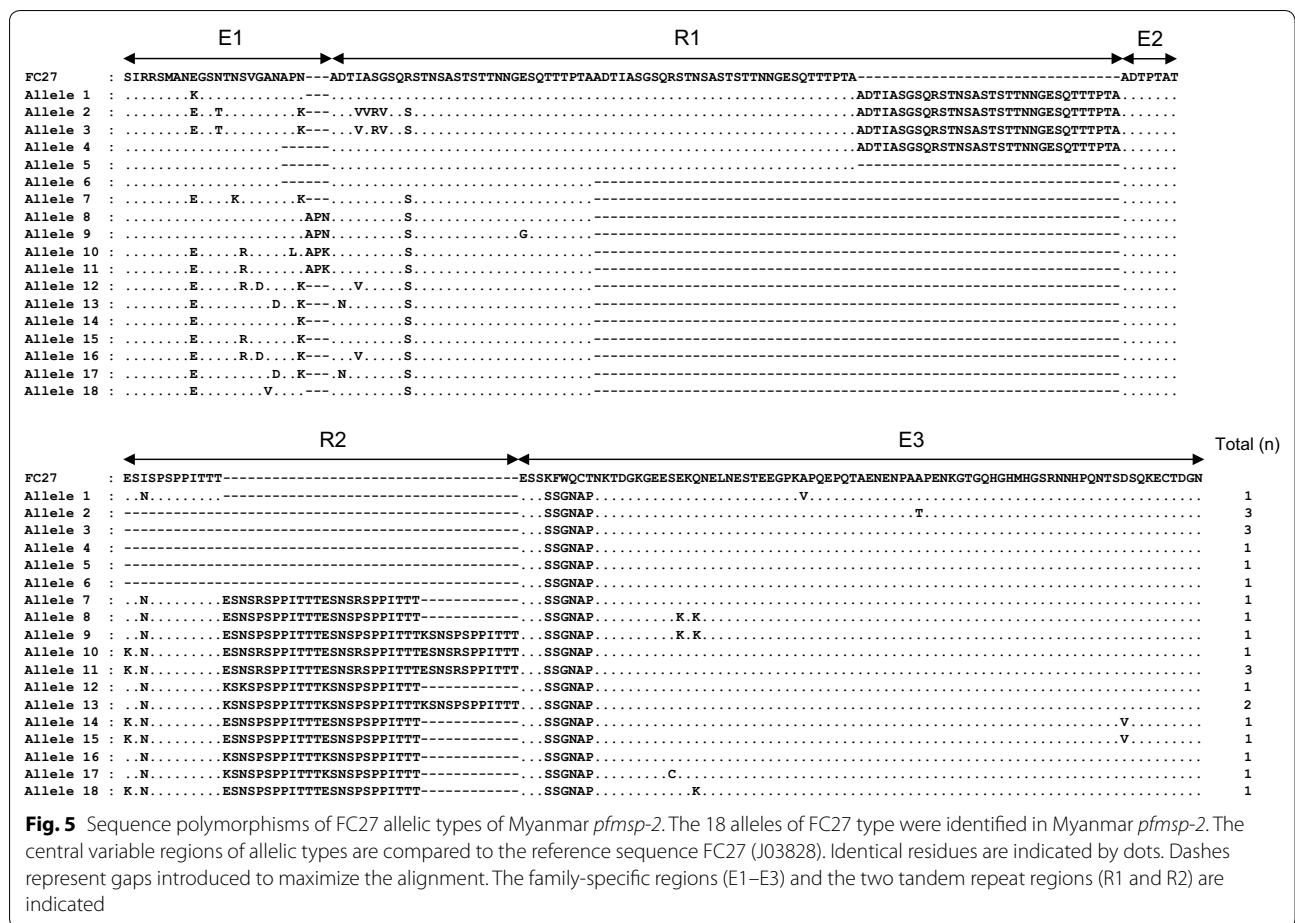 E1 R1 E2
FC27 : SIRRSMANEGSNTNSVGANAPN---ADTIASGSQRSTNSASTSTTNNGESQTTTPTAADTIASGSQRSTNSASTSTTNNGESQTTTPTA--------------------------------ADTPTAT
Allele 1 : ........K.............---................................................................ADTIASGSQRSTNSASTSTTNNGESQTTTPTA.......
Allele 2 : ........E..T.........K---...VVRV..S......................................................ADTIASGSQRSTNSASTSTTNNGESQTTTPTA.......
Allele 3 : ........E..T.........K---...V.RV..S......................................................ADTIASGSQRSTNSASTSTTNNGESQTTTPTA.......
Allele 4 : ...................------................................................................ADTIASGSQRSTNSASTSTTNNGESQTTTPTA.......
Allele 5 : ...................------................................................................--------------------------------.......
Allele 6 : ...................------................................----------------------------------------------------------------.......
Allele 7 : ........E....K.......K---.........S......................----------------------------------------------------------------.......
Allele 8 : ......................APN.........S......................----------------------------------------------------------------.......
Allele 9 : ......................APN.........S.............G........----------------------------------------------------------------.......
Allele 10 : ........E.....R.....L.APK.........S......................----------------------------------------------------------------.......
Allele 11 : ........E.....R.......APK.........S......................----------------------------------------------------------------.......
Allele 12 : ........E.....R.D....K---...V.....S......................----------------------------------------------------------------.......
Allele 13 : ........E.........D..K---.N.......S......................----------------------------------------------------------------.......
Allele 14 : ........E............K---.........S......................----------------------------------------------------------------.......
Allele 15 : ........E.....R......K---.........S......................----------------------------------------------------------------.......
Allele 16 : ........E.....R.D....K---...V.....S......................----------------------------------------------------------------.......
Allele 17 : ........E.........D..K---.N.......S......................----------------------------------------------------------------.......
Allele 18 : ........E........V....---.........S......................----------------------------------------------------------------.......
R2 E3 Total (n)
FC27 : ESISPSPPITTT------------------------------------ESSKFWQCTNKTDGKGEESEKQNELNESTEEGPKAPQEPQTAENENPAAPENKGTGQHGHMHGSRNNHPQNTSDSQKECTDGN
Allele 1 : ..N.........------------------------------------...SSGNAP.........................V................................................ 1
Allele 2 : ------------------------------------------------...SSGNAP.......................................T.................................. 3
Allele 3 : ------------------------------------------------...SSGNAP.......................................................................... 3
Allele 4 : ------------------------------------------------...SSGNAP.......................................................................... 1
Allele 5 : ------------------------------------------------...SSGNAP.......................................................................... 1
Allele 6 : ------------------------------------------------...SSGNAP.......................................................................... 1
Allele 7 : ..N.........ESNSRSPPITTTESNSRSPPITTT------------...SSGNAP.......................................................................... 1
Allele 8 : ..N.........ESNSPSPPITTTESNSPSPPITTT------------...SSGNAP..........K.K............................................................. 1
Allele 9 : ..N.........ESNSPSPPITTTESNSPSPPITTTKSNSPSPPITTT...SSGNAP..........K.K............................................................. 1
Allele 10 : K.N.........ESNSRSPPITTTESNSPSPPITTTESNSRSPPITTT...SSGNAP.......................................................................... 1
Allele 11 : K.N.........ESNSRSPPITTTESNSRSPPITTTESNSRSPPITTT...SSGNAP.......................................................................... 3
Allele 12 : ..N.........KSKSPSPPITTTKSNSPSPPITTT------------...SSGNAP.......................................................................... 1
Allele 13 : ..N.........KSNSPSPPITTTKSNSPSPPITTTKSNSPSPPITTT...SSGNAP.......................................................................... 2
Allele 14 : K.N.........ESNSPSPPITTTESNSPSPPITTT------------...SSGNAP................................................................V......... 1
Allele 15 : K.N.........ESNSPSPPITTTESNSPSPPITTT------------...SSGNAP................................................................V......... 1
Allele 16 : ..N.........KSNSPSPPITTTKSNSPSPPITTT------------...SSGNAP.......................................................................... 1
Allele 17 : ..N.........KSNSPSPPITTTKSNSPSPPITTT------------...SSGNAP.........C................................................................ 1
Allele 18 : K.N.........ESNSPSPPITTTESNSPSPPITTT------------...SSGNAP............K............................................................. 1
Fig. 5 Sequence polymorphisms of FC27 allelic types of Myanmar pfmsp-2. The 18 alleles of FC27 type were identified in Myanmar pfmsp-2. The
central variable regions of allelic types are compared to the reference sequence FC27 (J03828). Identical residues are indicated by dots. Dashes
represent gaps introduced to maximize the alignment. The family-specific regions (E1–E3) and the two tandem repeat regions (R1 and R2) are
indicated